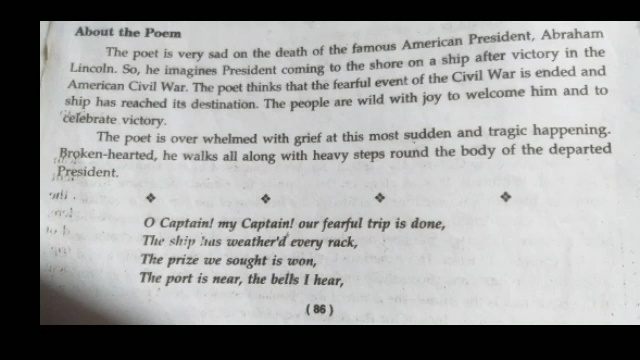 About the Poem
The poet is very sad on the death of the famous American President, Abraham
Lincoln. So, he imagines President coming to the shore on a ship after victory in the
American Civil War. The poet thinks that the fearful event of the Civil War is ended and
ship has reached its destination. The people are wild with joy to welcome him and to
celebrate victory.
The poet is over whelmed with grief at this most sudden and tragic happening.
Broken-hearted, he walks all along with heavy steps round the body of the departed
President.
O Captain! my Captain! our fearful trip is done,
The ship has weather'd every rack,
The prize we sought is won,
The port is near, the bells I hear,
(86)